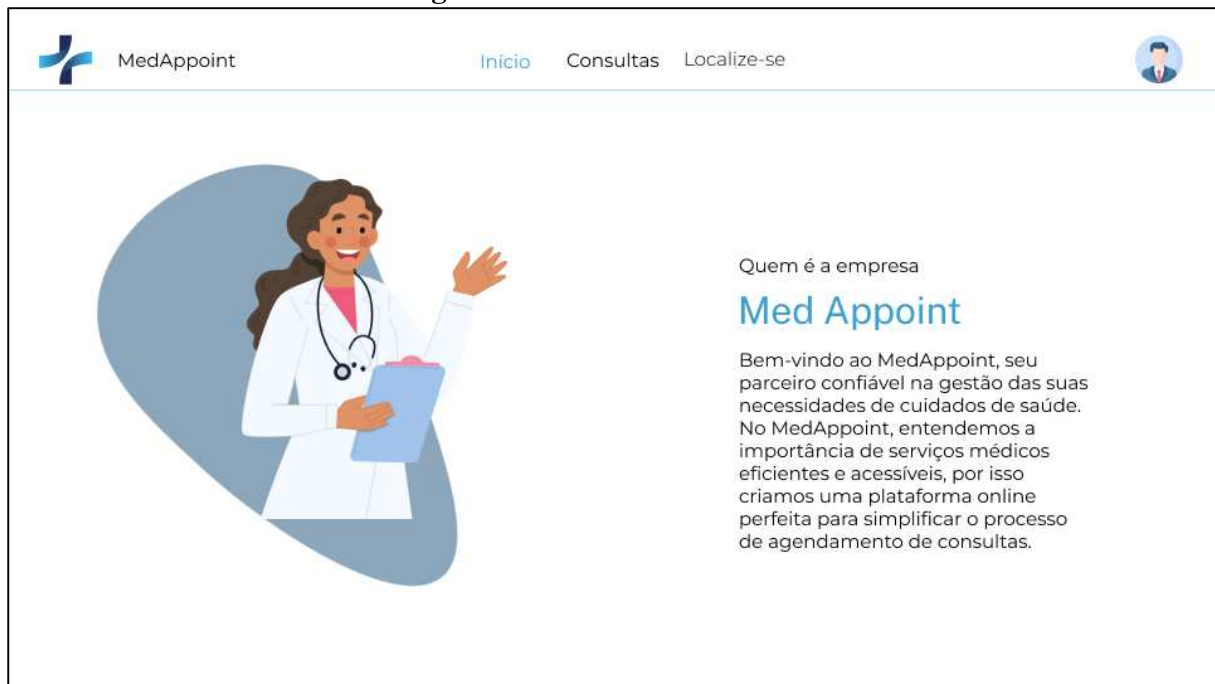 MedAppoint
Início Consultas Localize-se
Quem é a empresa
Med Appoint
Bem-vindo ao MedAppoint, seu
parceiro confiável na gestão das suas
necessidades de cuidados de saúde.
No MedAppoint, entendemos a
importância de serviços médicos
eficientes e acessíveis, por isso
criamos uma plataforma online
perfeita para simplificar o processo
de agendamento de consultas.